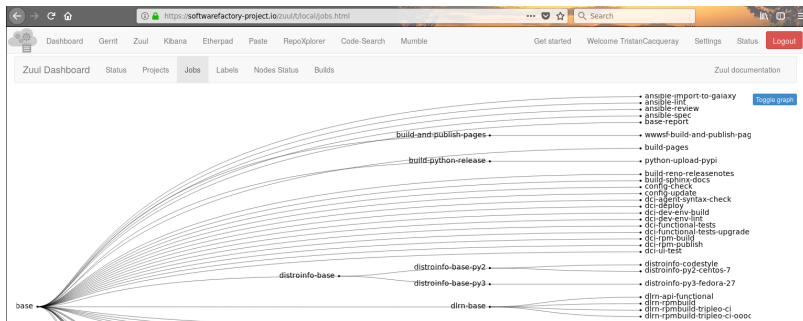 https://softwarefactory-project.io/zuul/t/local/jobs.html
Search
Dashboard Gerrit Zuul Kibana Etherpad Paste RepoXplorer Code-Search Mumble Get started Welcome TristanCacqueray Settings Status Logout
Zuul Dashboard Status Projects Jobs Labels Nodes Status Builds Zuul documentation
Toggle graph
ansible-import-to-galaxy
ansible-lint
ansible-review
ansible-spec
base-report
build-and-publish-pages wwwsf-build-and-publish-pag
build-pages
build-python-release python-upload-pypi
build-reno-releasenotes
build-sphinx-docs
config-check
config-update
dci-agent-syntax-check
dci-deploy
dci-dev-env-build
dci-dev-env-lint
dci-functional-tests
dci-functional-tests-upgrade
dci-rpm-build
dci-rpm-publish
dci-ui-test
distroinfo-base distroinfo-base-py2 distroinfo-codestyle
distroinfo-py2-centos-7
distroinfo-base-py3 distroinfo-py3-fedora-27
base dlrn-base dlrn-api-functional
dlrn-rpmbuild
dlrn-rpmbuild-tripleo-ci
dlrn-rpmbuild-tripleo-ci-oooq